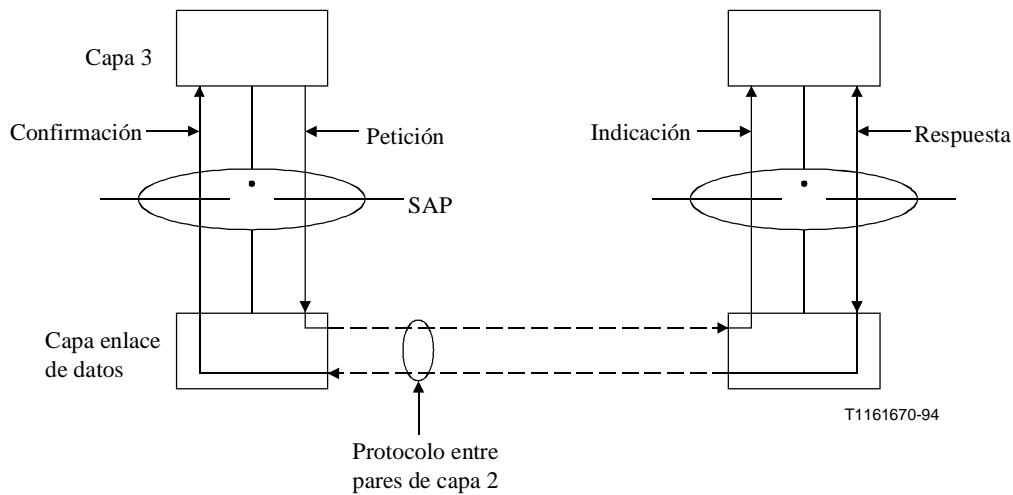 Capa 3
Confirmación
Petición
Indicación
Respuesta
SAP
Capa enlace
de datos
T1161670-94
Protocolo entre
pares de capa 2